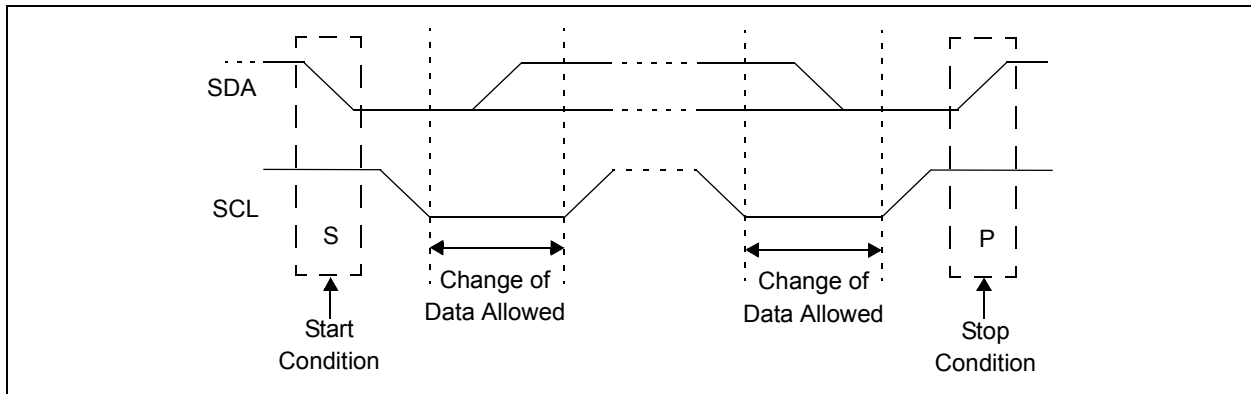 SDA
SCL
S
P
Change of
Data Allowed
Change of
Data Allowed
Start
Condition
Stop
Condition